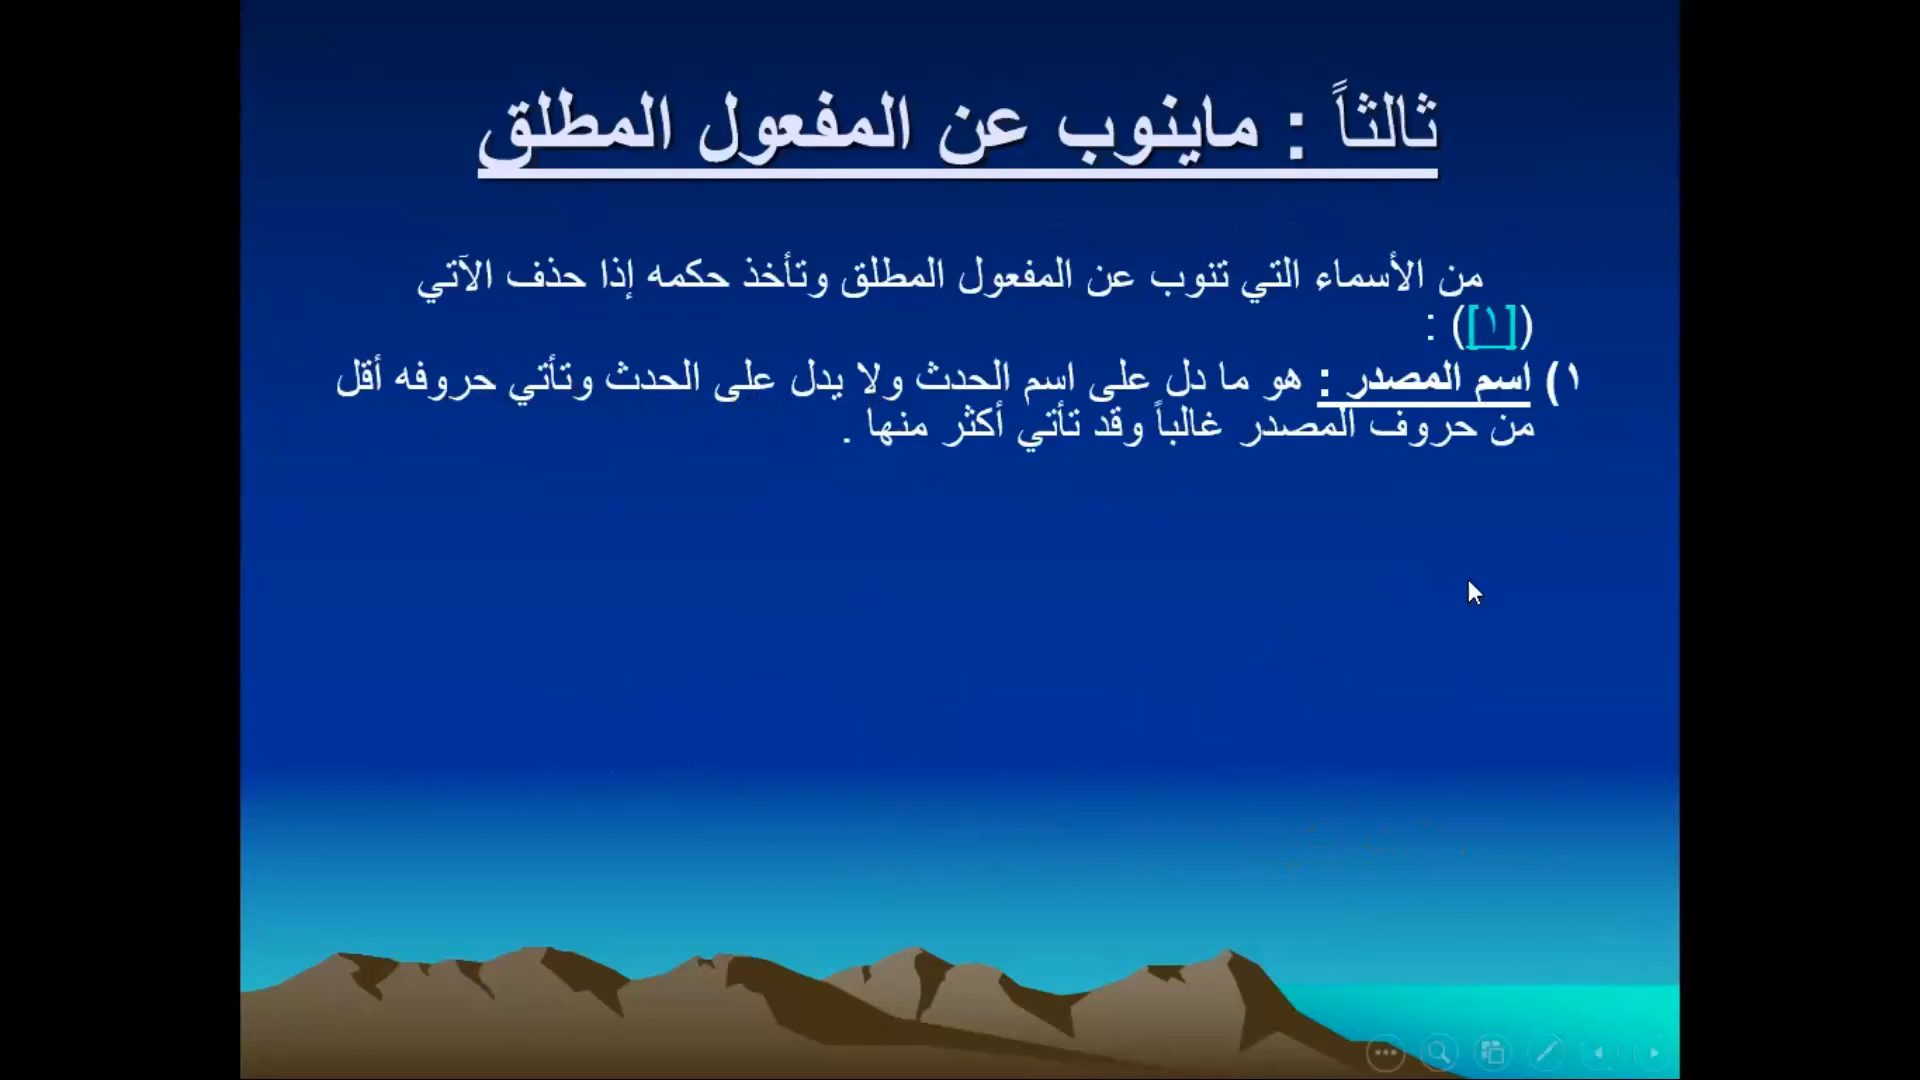 ثالثاً : ماينوب عن المفعول المطلق
من الأسماء التي تنوب عن المفعول المطلق وتأخذ حكمه إذا حذف الآتي
([١]) :
١) اسم المصدر : هو ما دل على اسم الحدث ولا يدل على الحدث وتأتي حروفه أقل
من حروف المصدر غالباً وقد تأتي أكثر منها .